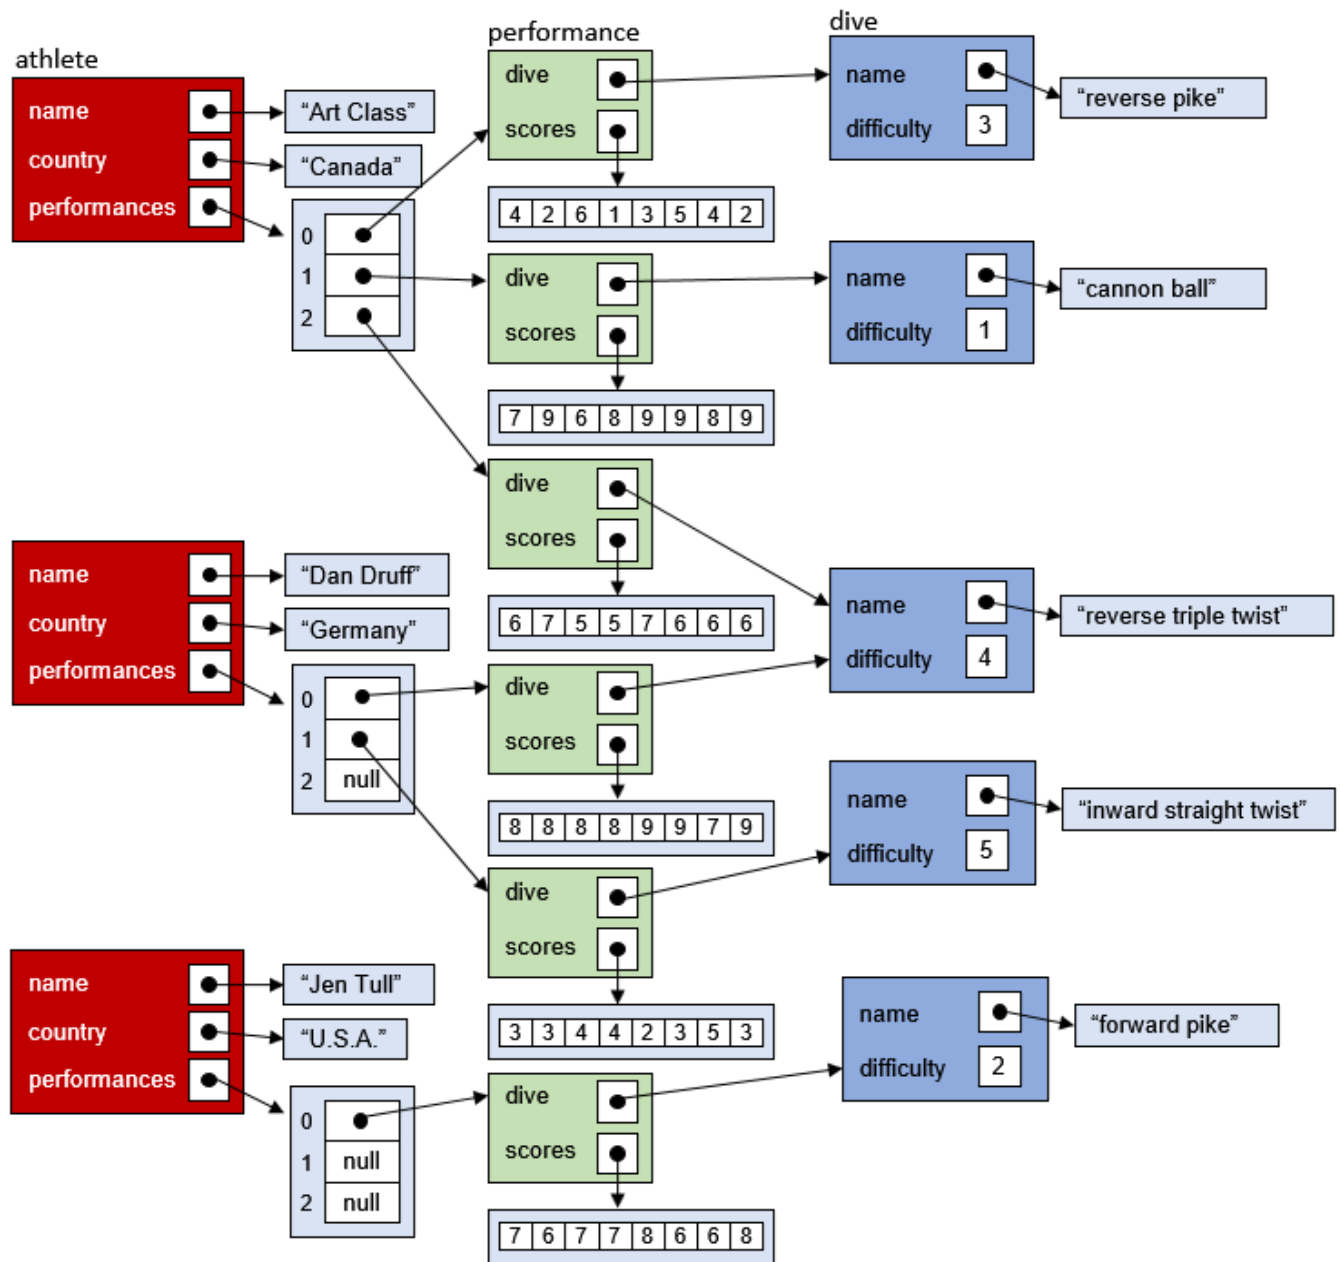 athlete
performance
dive
name
"Art Class"
country
"Canada"
performances
0
1
2
dive
scores
4 2 6 1 3 5 4 2
name
"reverse pike"
difficulty 3
dive
scores
7 9 6 8 9 9 8 9
name
"cannon ball"
difficulty 1
dive
scores
6 7 5 5 7 6 6 6
name
"reverse triple twist"
difficulty 4
name
"Dan Druff"
country
"Germany"
performances
0
1
2 null
dive
scores
8 8 8 8 9 9 7 9
dive
scores
3 3 4 4 2 3 5 3
name
"inward straight twist"
difficulty 5
name
"Jen Tull"
country
"U.S.A."
performances
0
1 null
2 null
dive
scores
7 6 7 7 8 6 6 8
name
"forward pike"
difficulty 2